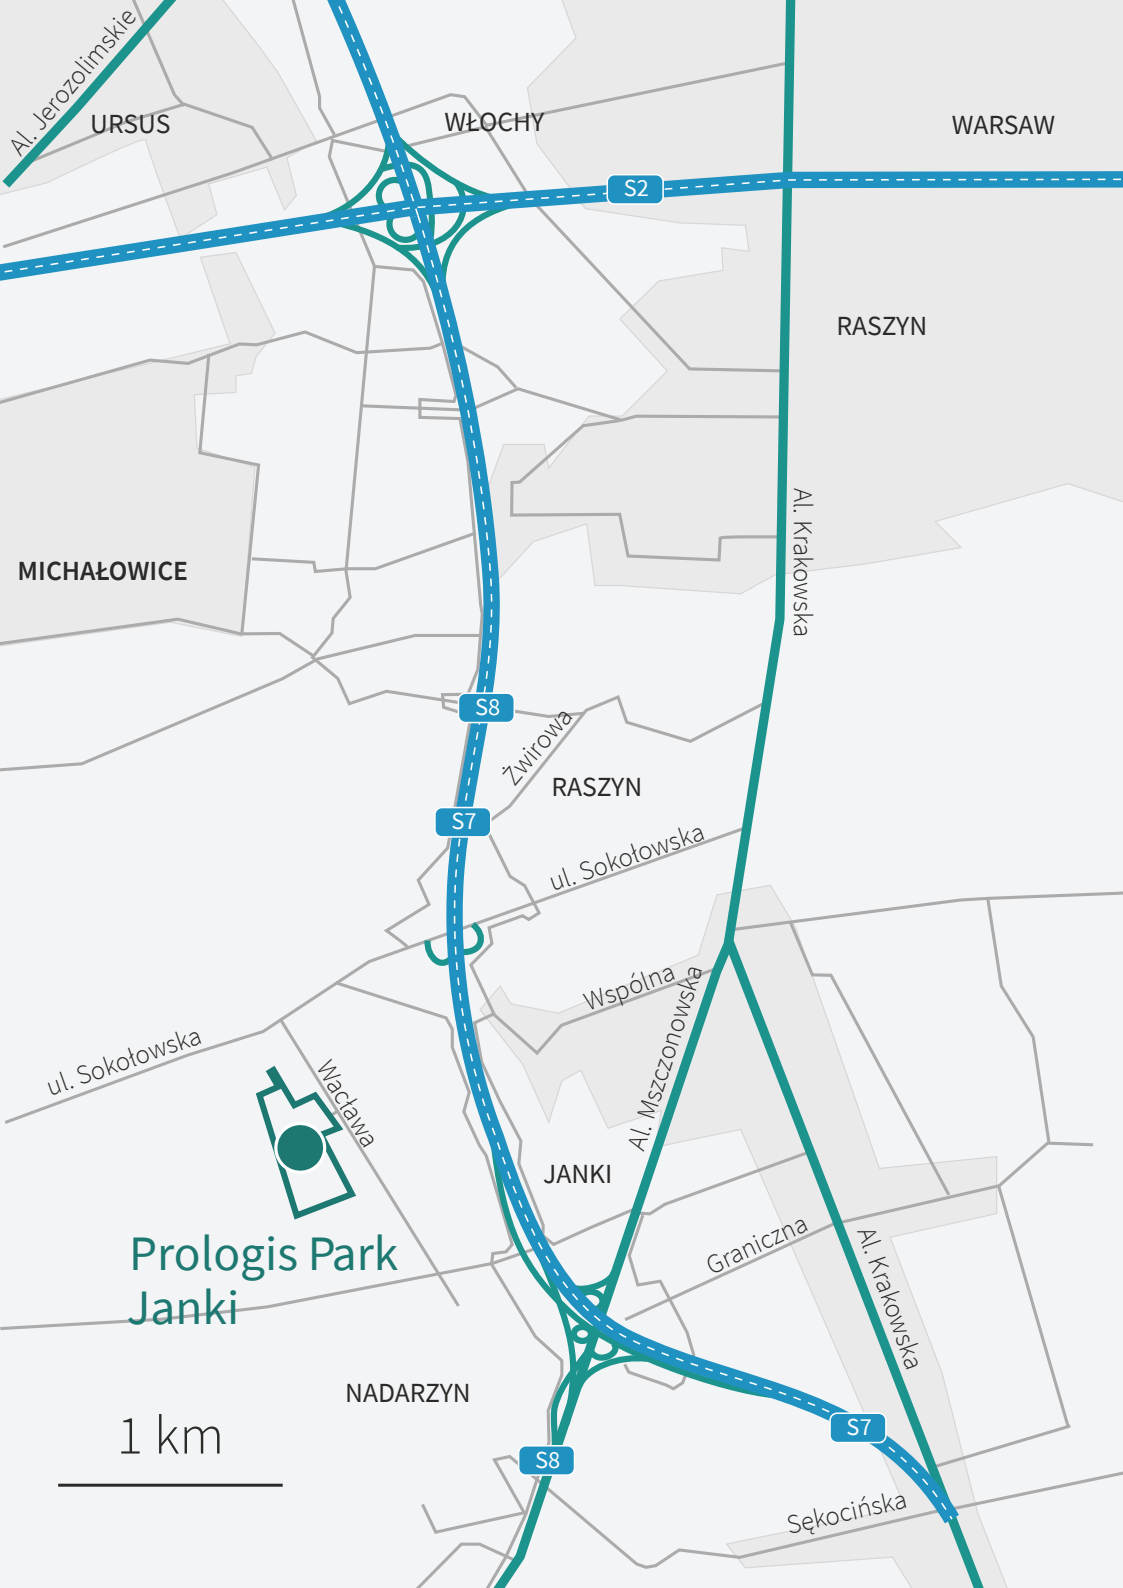 Al. Jerozolimskie
URSUS
WŁOCHY
WARSAW
S2
RASZYN
Al. Krakowska
MICHAŁOWICE
S8
Żwirowa
RASZYN
S7
ul. Sokołowska
Wspólna
Al. Mszczonowska
ul. Sokołowska
Wacława
JANKI
Prologis Park
Janki
Graniczna
Al. Krakowska
NADARZYN
1 km
S7
S8
Sękocińska